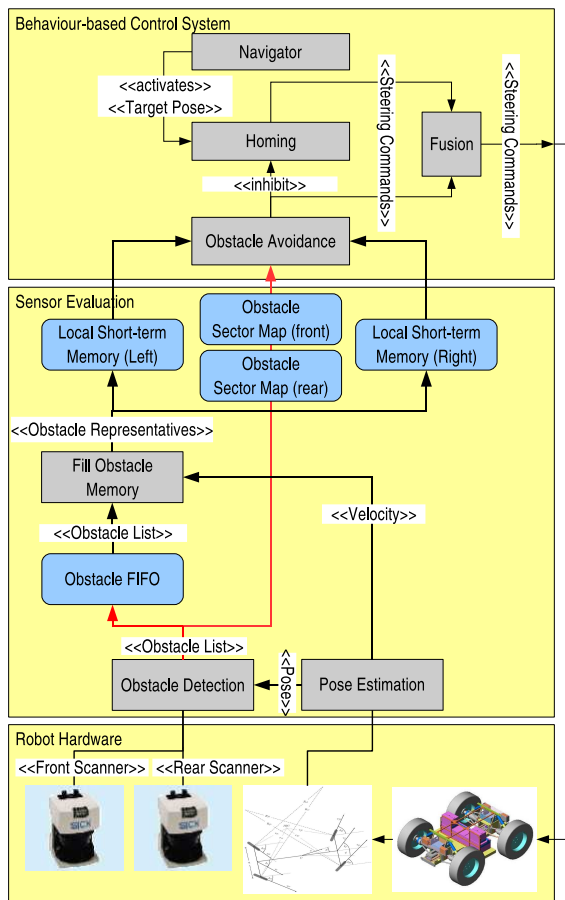 Behaviour-based Control System
Navigator
<<activates>>
<<Target Pose>>
Homing
<<Steering Commands>>
Fusion
<<Steering Commands>>
<<inhibit>>
Obstacle Avoidance
Sensor Evaluation
Obstacle
Sector Map (front)
Local Short-term
Memory (Left)
Local Short-term
Memory (Right)
Obstacle
Sector Map (rear)
<<Obstacle Representatives>>
Fill Obstacle
Memory
<<Velocity>>
<<Obstacle List>>
Obstacle FIFO
<<Obstacle List>>
<<Pose>>
Obstacle Detection
Pose Estimation
Robot Hardware
<<Front Scanner>>
<<Rear Scanner>>
SICK
SICK